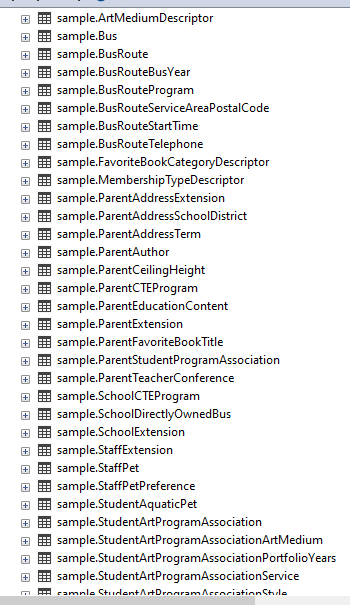 sample.ArtMediumDescriptor
sample.Bus
sample.BusRoute
sample.BusRouteBusYear
sample.BusRouteProgram
sample.BusRouteServiceAreaPostalCode
sample.BusRouteStartTime
sample.BusRouteTelephone
sample.FavoriteBookCategoryDescriptor
sample.MembershipTypeDescriptor
sample.ParentAddressExtension
sample.ParentAddressSchoolDistrict
sample.ParentAddressTerm
sample.ParentAuthor
sample.ParentCeilingHeight
sample.ParentCTEProgram
sample.ParentEducationContent
sample.ParentExtension
sample.ParentFavoriteBookTitle
sample.ParentStudentProgramAssociation
sample.ParentTeacherConference
sample.SchoolCTEProgram
sample.SchoolDirectlyOwnedBus
sample.SchoolExtension
sample.StaffExtension
sample.StaffPet
sample.StaffPetPreference
sample.StudentAquaticPet
sample.StudentArtProgramAssociation
sample.StudentArtProgramAssociationArtMedium
sample.StudentArtProgramAssociationPortfolioYears
sample.StudentArtProgramAssociationService
sample.StudentArtProgramAssociationStyle